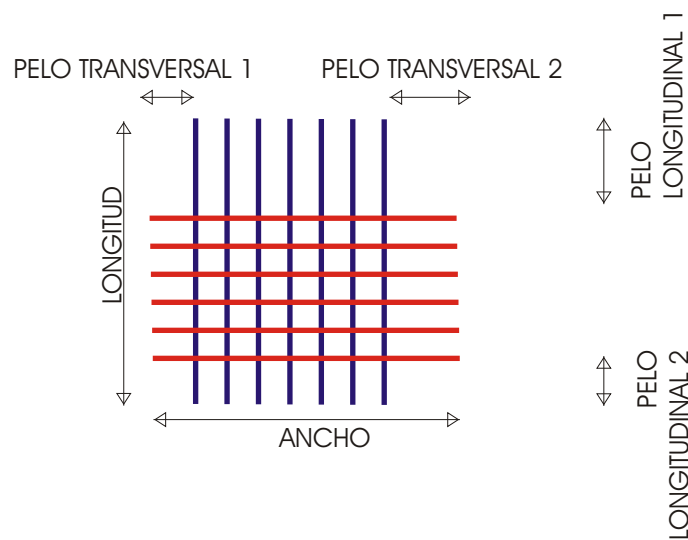 PELO TRANSVERSAL 1
PELO TRANSVERSAL 2
PELO
LONGITUDINAL 1
LONGITUD
PELO
LONGITUDINAL 2
ANCHO